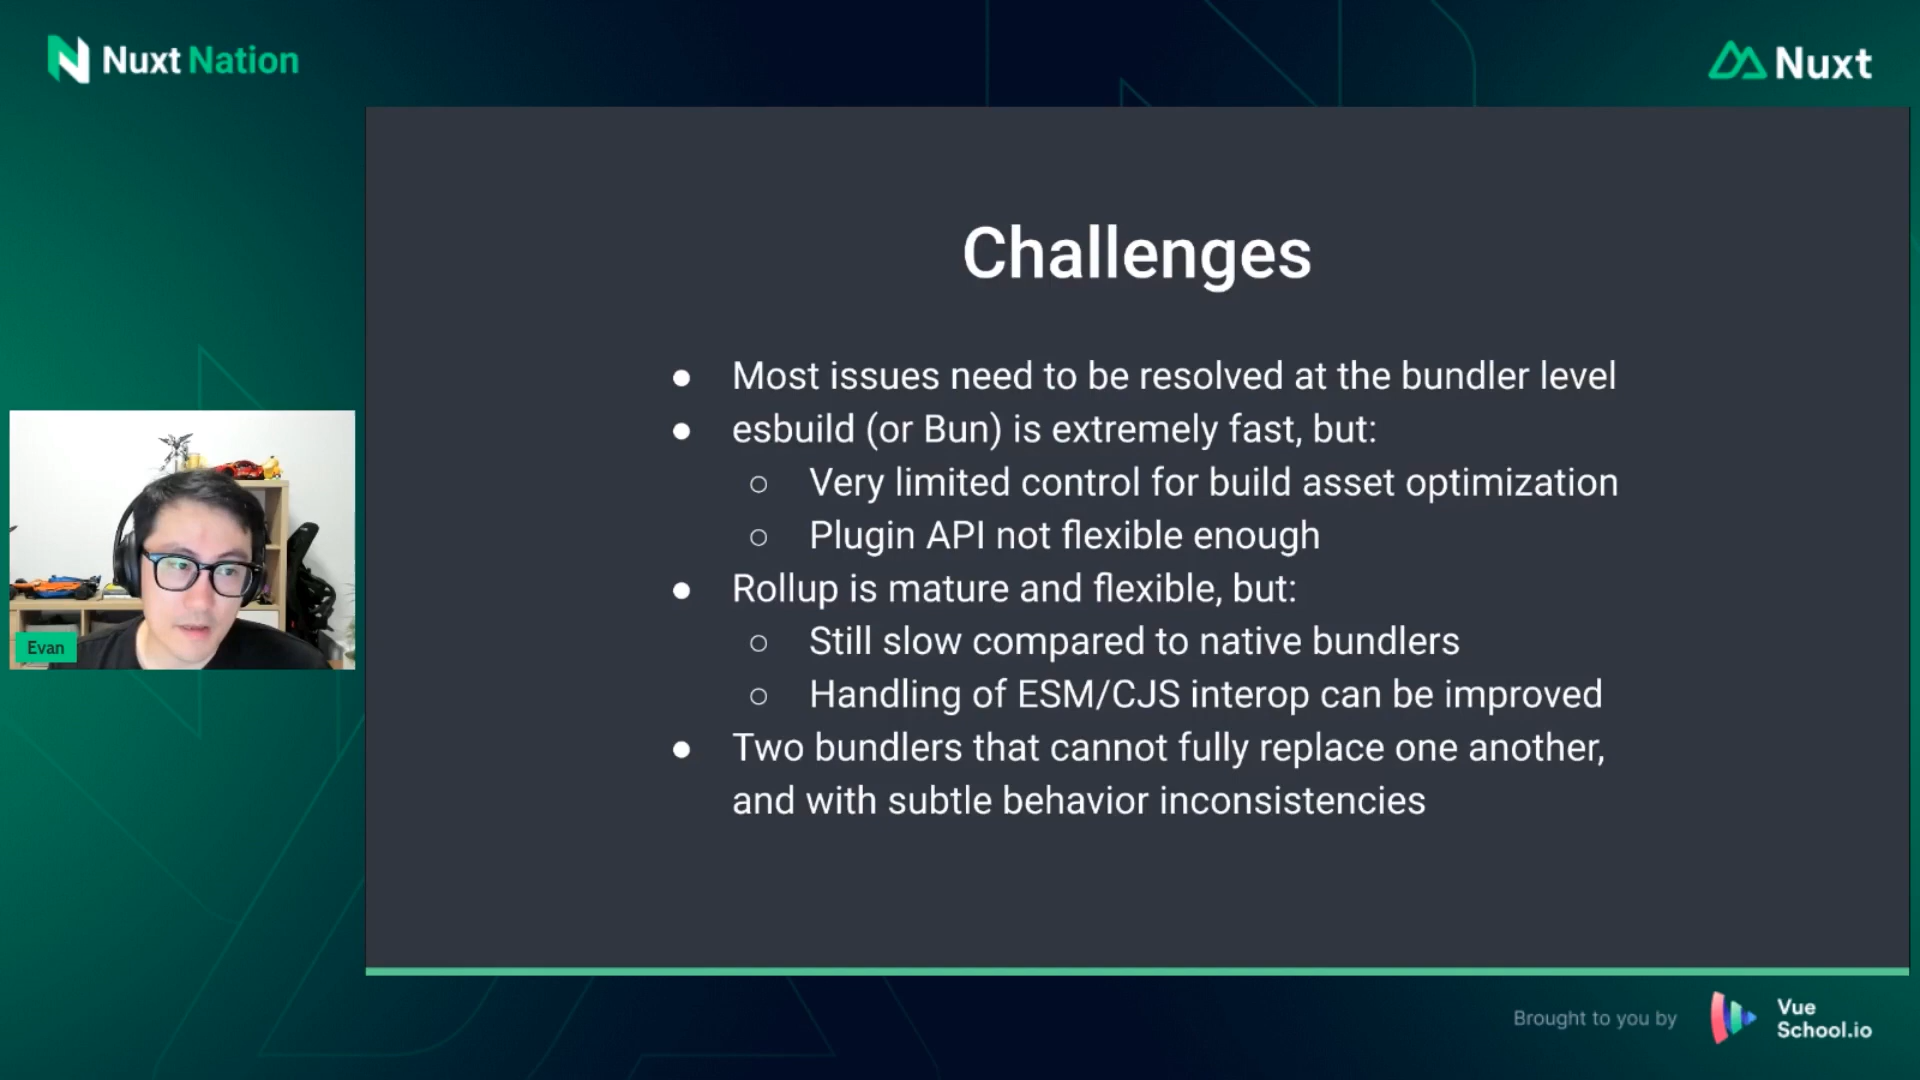 Nuxt Nation
Nuxt
Challenges
● Most issues need to be resolved at the bundler level
● esbuild (or Bun) is extremely fast, but:
○ Very limited control for build asset optimization
○ Plugin API not flexible enough
● Rollup is mature and flexible, but:
○ Still slow compared to native bundlers
○ Handling of ESM/CJS interop can be improved
● Two bundlers that cannot fully replace one another,
and with subtle behavior inconsistencies
Evan
Brought to you by
Vue
School.io